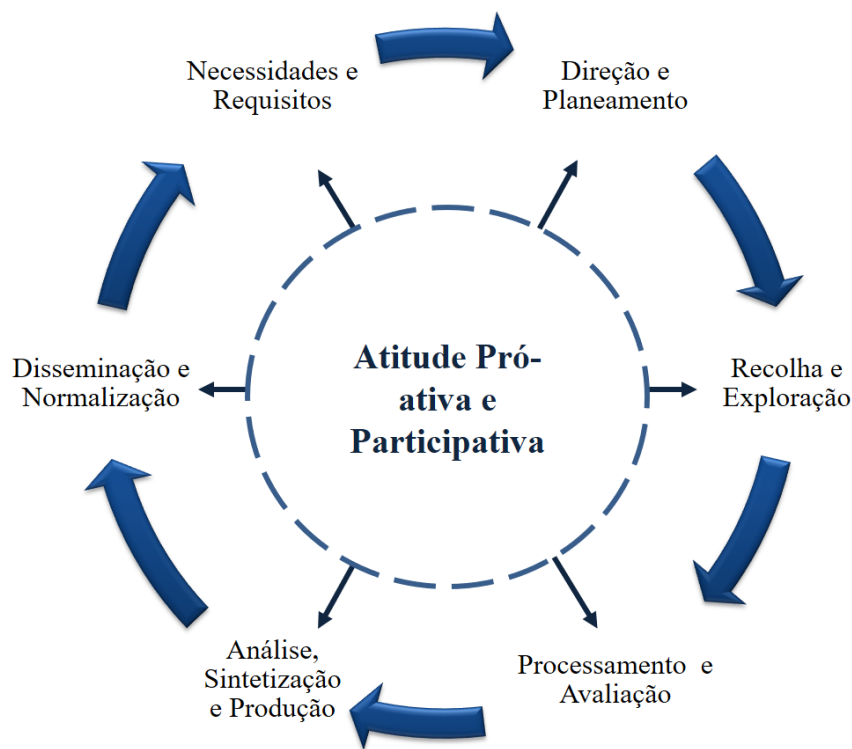 Necessidades e
Requisitos
Direção e
Planeamento
Recolha e
Exploração
Processamento e
Avaliação
Análise,
Sintetização
e Produção
Disseminação e
Normalização
Atitude Pró-
ativa e
Participativa